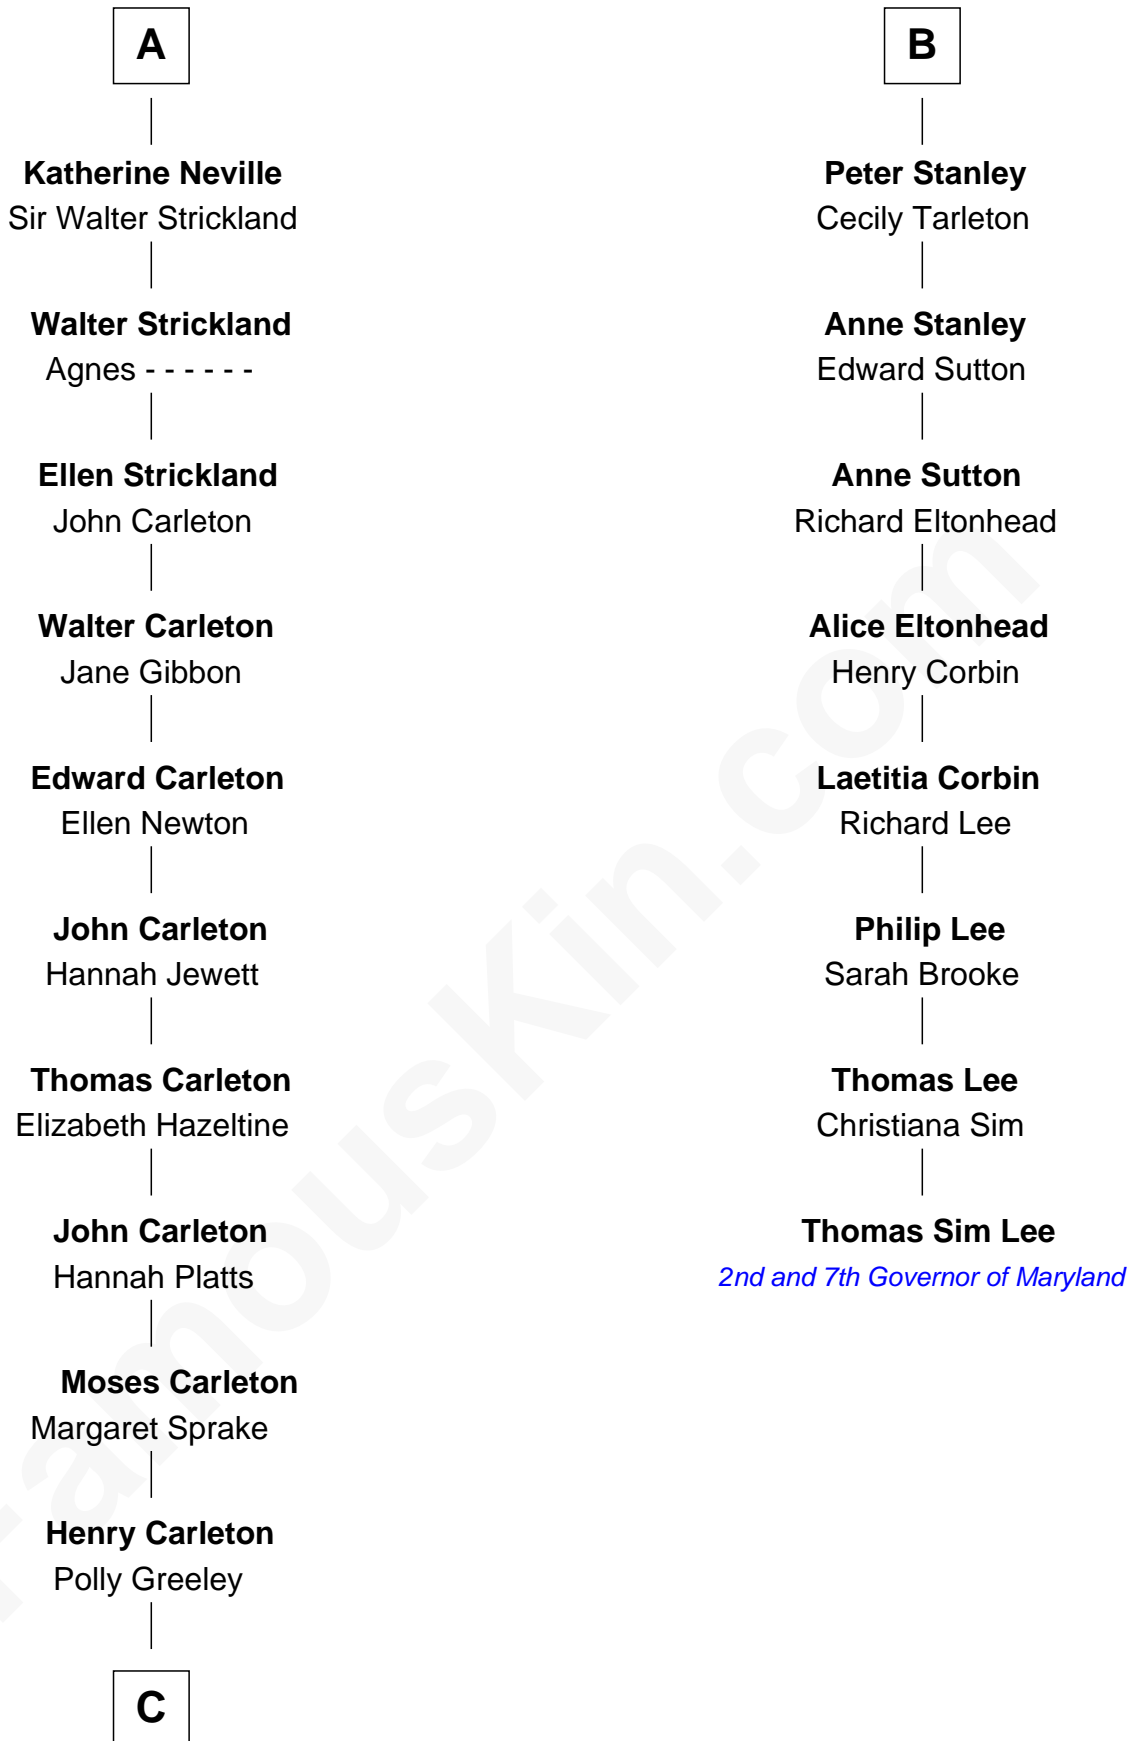 A
Katherine Neville
Sir Walter Strickland
Walter Strickland
Agnes - - - - - -
Ellen Strickland
John Carleton
Walter Carleton
Jane Gibbon
Edward Carleton
Ellen Newton
John Carleton
Hannah Jewett
Thomas Carleton
Elizabeth Hazeltine
John Carleton
Hannah Platts
Moses Carleton
Margaret Sprake
Henry Carleton
Polly Greeley
C
B
Peter Stanley
Cecily Tarleton
Anne Stanley
Edward Sutton
Anne Sutton
Richard Eltonhead
Alice Eltonhead
Henry Corbin
Laetitia Corbin
Richard Lee
Philip Lee
Sarah Brooke
Thomas Lee
Christiana Sim
Thomas Sim Lee
2nd and 7th Governor of Maryland
FamousKin.com